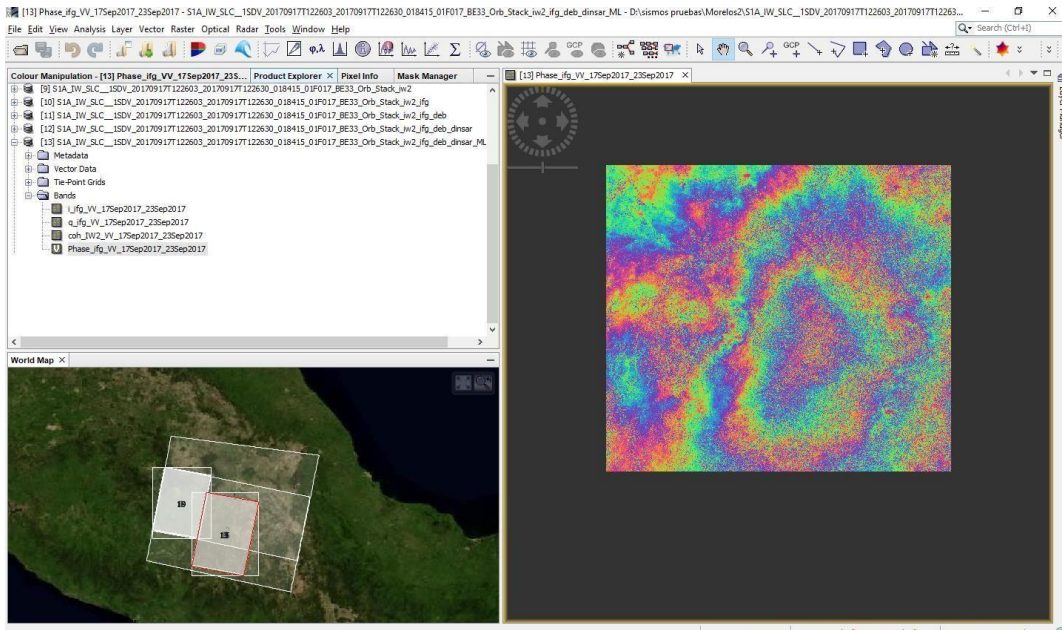 [13] Phase_ifg_VV_17Sep2017_23Sep2017 - S1A_IW_SLC__1SDV_20170917T122603_20170917T122630_018415_01F017_BE33_Orb_Stack_iw2_ifg_deb_dinsar_ML - D:\sismos pruebas\Morelos2\S1A_IW_SLC__1SDV_20170917T122603_20170917T12263...
File Edit View Analysis Layer Vector Raster Optical Radar Tools Window Help
Search (Ctrl+I)
GCP
φ,λ
Σ
GCP
Colour Manipulation - [13] Phase_ifg_VV_17Sep2017_23S...
Product Explorer
Pixel Info
Mask Manager
[13] Phase_ifg_VV_17Sep2017_23Sep2017
[9] S1A_IW_SLC__1SDV_20170917T122603_20170917T122630_018415_01F017_BE33_Orb_Stack_iw2
[10] S1A_IW_SLC__1SDV_20170917T122603_20170917T122630_018415_01F017_BE33_Orb_Stack_iw2_ifg
[11] S1A_IW_SLC__1SDV_20170917T122603_20170917T122630_018415_01F017_BE33_Orb_Stack_iw2_ifg_deb
[12] S1A_IW_SLC__1SDV_20170917T122603_20170917T122630_018415_01F017_BE33_Orb_Stack_iw2_ifg_deb_dinsar
[13] S1A_IW_SLC__1SDV_20170917T122603_20170917T122630_018415_01F017_BE33_Orb_Stack_iw2_ifg_deb_dinsar_ML
Metadata
Vector Data
Tie-Point Grids
Bands
i_ifg_VV_17Sep2017_23Sep2017
q_ifg_VV_17Sep2017_23Sep2017
coh_IW2_VV_17Sep2017_23Sep2017
Phase_ifg_VV_17Sep2017_23Sep2017
World Map